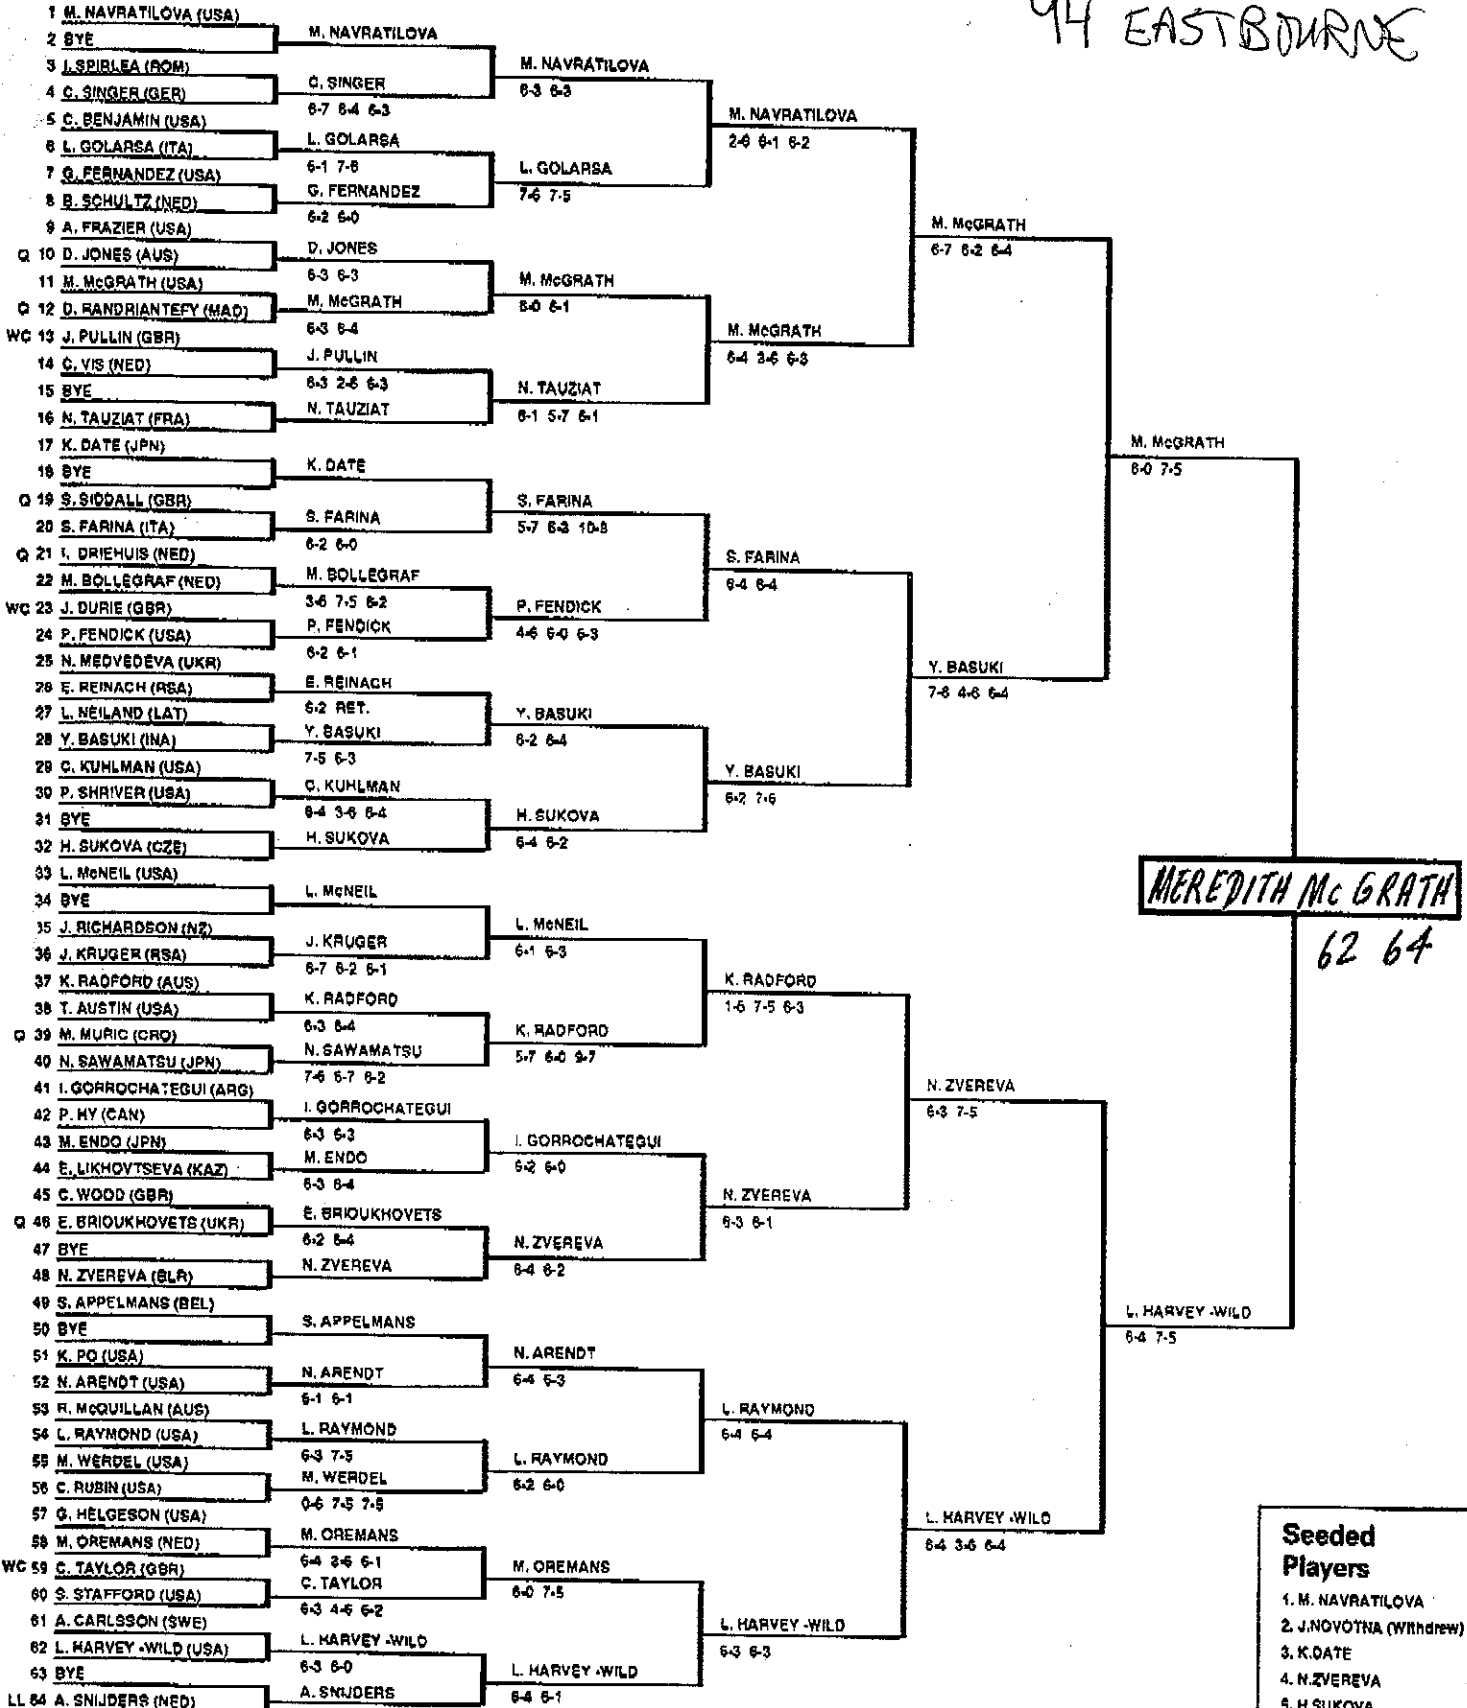 94 EASTBOURNE
1 M. NAVRATILOVA (USA)
2 BYE
3 I. SPIRLEA (ROM)
4 C. SINGER (GER)
5 C. BENJAMIN (USA)
6 L. GOLARSA (ITA)
7 G. FERNANDEZ (USA)
8 B. SCHULTZ (NED)
9 A. FRAZIER (USA)
Q 10 D. JONES (AUS)
11 M. McGRATH (USA)
Q 12 D. RANDRIANTEFY (MAD)
WC 13 J. PULLIN (GBR)
14 C. VIS (NED)
15 BYE
16 N. TAUZIAT (FRA)
17 K. DATE (JPN)
18 BYE
Q 19 S. SIDDALL (GBR)
20 S. FARINA (ITA)
Q 21 I. DRIEHUIS (NED)
22 M. BOLLEGRAF (NED)
WC 23 J. DURIE (GBR)
24 P. FENDICK (USA)
25 N. MEDVEDEVA (UKR)
26 E. REINACH (RSA)
27 L. NEILAND (LAT)
28 Y. BASUKI (INA)
29 C. KUHLMAN (USA)
30 P. SHRIVER (USA)
31 BYE
32 H. SUKOVA (CZE)
33 L. McNEIL (USA)
34 BYE
35 J. RICHARDSON (NZ)
36 J. KRUGER (RSA)
37 K. RADFORD (AUS)
38 T. AUSTIN (USA)
Q 39 M. MURIC (CRO)
40 N. SAWAMATSU (JPN)
41 I. GORROCHATEGUI (ARG)
42 P. HY (CAN)
43 M. ENDO (JPN)
44 E. LIKHOVTSEVA (KAZ)
45 C. WOOD (GBR)
Q 46 E. BRIOUKHOVETS (UKR)
47 BYE
48 N. ZVEREVA (BLR)
49 S. APPELMANS (BEL)
50 BYE
51 K. PO (USA)
52 N. ARENDT (USA)
53 R. McQUILLAN (AUS)
54 L. RAYMOND (USA)
55 M. WERDEL (USA)
56 C. RUBIN (USA)
57 G. HELGESON (USA)
58 M. OREMANS (NED)
WC 59 C. TAYLOR (GBR)
60 S. STAFFORD (USA)
61 A. CARLSSON (SWE)
62 L. HARVEY-WILD (USA)
63 BYE
LL 64 A. SNIJDERS (NED)
M. NAVRATILOVA
C. SINGER
6-7 6-4 6-3
L. GOLARSA
6-1 7-6
G. FERNANDEZ
6-2 6-0
D. JONES
6-3 6-3
M. McGRATH
6-3 6-4
J. PULLIN
6-3 2-6 6-3
N. TAUZIAT
K. DATE
S. FARINA
6-2 6-0
M. BOLLEGRAF
3-6 7-5 6-2
P. FENDICK
6-2 6-1
E. REINACH
6-2 RET.
Y. BASUKI
7-5 6-3
C. KUHLMAN
6-4 3-6 6-4
H. SUKOVA
L. McNEIL
J. KRUGER
6-7 6-2 6-1
K. RADFORD
6-3 6-4
N. SAWAMATSU
7-6 6-7 6-2
I. GORROCHATEGUI
6-3 6-3
M. ENDO
6-3 6-4
E. BRIOUKHOVETS
6-2 6-4
N. ZVEREVA
S. APPELMANS
N. ARENDT
6-1 6-1
L. RAYMOND
6-3 7-5
M. WERDEL
0-6 7-5 7-5
M. OREMANS
6-4 3-6 6-1
C. TAYLOR
6-3 4-6 6-2
L. HARVEY-WILD
6-3 6-0
A. SNIJDERS
M. NAVRATILOVA
6-3 6-3
L. GOLARSA
7-6 7-5
M. McGRATH
6-0 6-1
N. TAUZIAT
6-1 5-7 6-1
S. FARINA
5-7 6-3 10-8
P. FENDICK
4-6 6-0 6-3
Y. BASUKI
6-2 6-4
H. SUKOVA
6-4 6-2
L. McNEIL
6-1 6-3
K. RADFORD
5-7 6-0 9-7
I. GORROCHATEGUI
6-2 6-0
N. ZVEREVA
6-4 6-2
N. ARENDT
6-4 6-3
L. RAYMOND
6-2 6-0
M. OREMANS
6-0 7-5
L. HARVEY-WILD
6-4 6-1
M. NAVRATILOVA
2-6 6-1 6-2
M. McGRATH
6-4 3-6 6-3
S. FARINA
6-4 6-4
Y. BASUKI
6-2 7-6
K. RADFORD
1-6 7-5 6-3
N. ZVEREVA
6-3 6-1
L. RAYMOND
6-4 6-4
L. HARVEY-WILD
6-3 6-3
M. McGRATH
6-7 6-2 6-4
Y. BASUKI
7-6 4-6 6-4
N. ZVEREVA
6-3 7-5
L. HARVEY-WILD
6-4 3-6 6-4
M. McGRATH
6-0 7-5
L. HARVEY-WILD
6-4 7-5
MEREDITH Mc GRATH
62 64
Seeded
Players
1. M. NAVRATILOVA
2. J.NOVOTNA (Withdrew)
3. K.DATE
4. N.ZVEREVA
5. H.SUKOVA